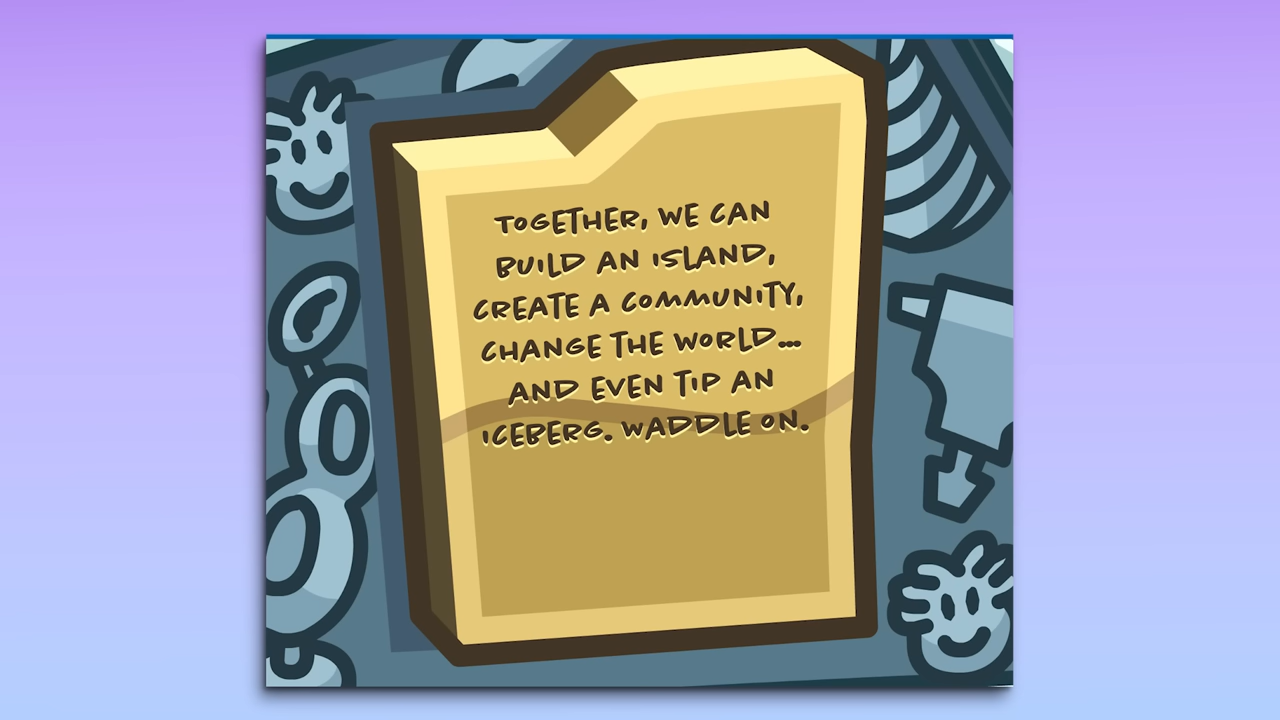 TOGETHER, WE CAN
BUILD AN ISLAND,
CREATE A COMMUNITY,
CHANGE THE WORLD...
AND EVEN TIP AN
ICEBERG. WADDLE ON.